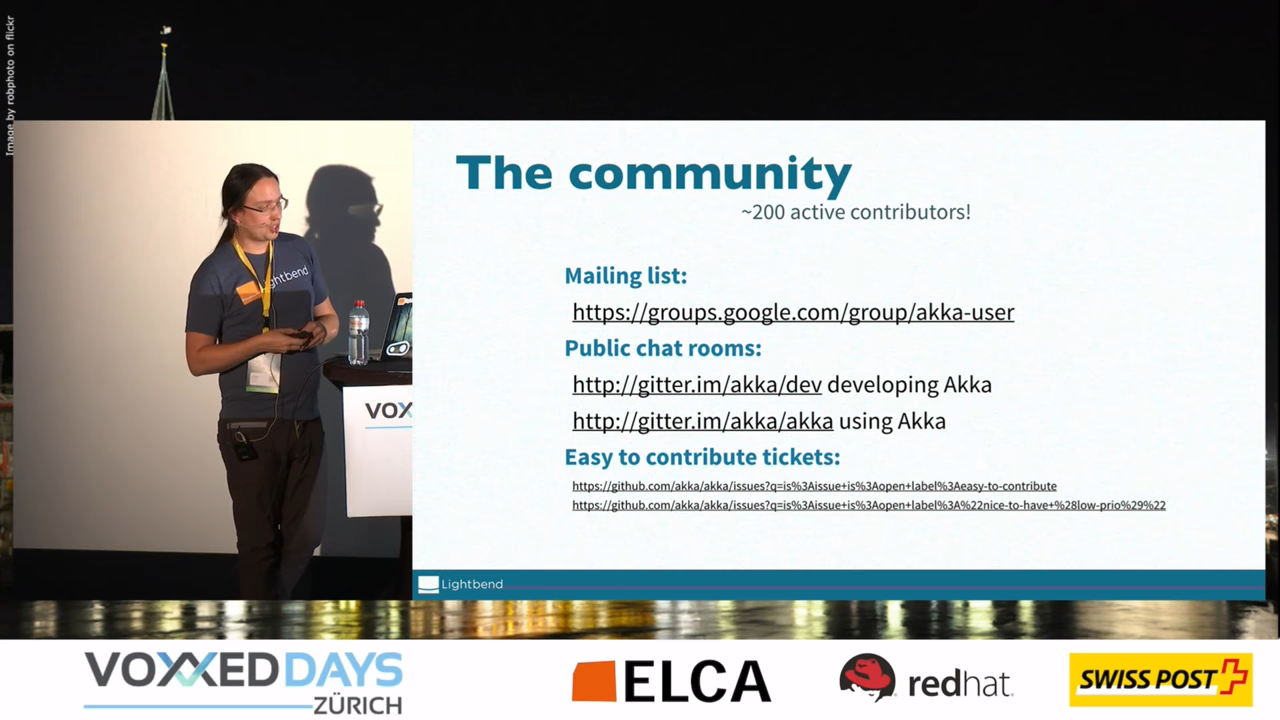 Image by robphoto on flickr
The community
~200 active contributors!
Mailing list:
https://groups.google.com/group/akka-user
Public chat rooms:
http://gitter.im/akka/dev developing Akka
http://gitter.im/akka/akka using Akka
Easy to contribute tickets:
https://github.com/akka/akka/issues?q=is%3Aissue+is%3Aopen+label%3Aeasy-to-contribute
https://github.com/akka/akka/issues?q=is%3Aissue+is%3Aopen+label%3A%22nice-to-have+%28low-prio%29%22
Lightbend
lightbend
VOX
VOXXED DAYS
ZÜRICH
ELCA
redhat.
SWISS POST